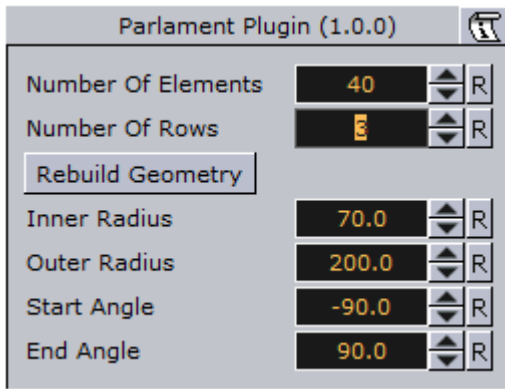 Parlament Plugin (1.0.0)
Number Of Elements 40 R
Number Of Rows 3 R
Rebuild Geometry
Inner Radius 70.0 R
Outer Radius 200.0 R
Start Angle -90.0 R
End Angle 90.0 R